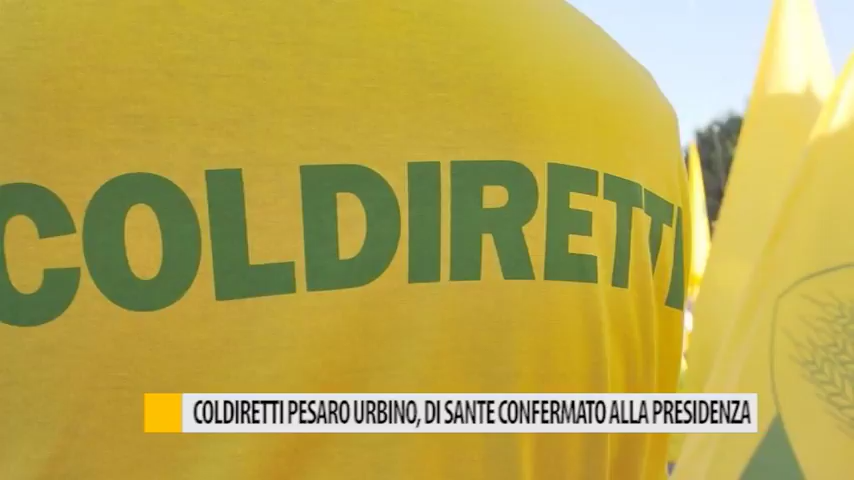 COLDIRETTI
COLDIRETTI PESARO URBINO, DI SANTE CONFERMATO ALLA PRESIDENZA